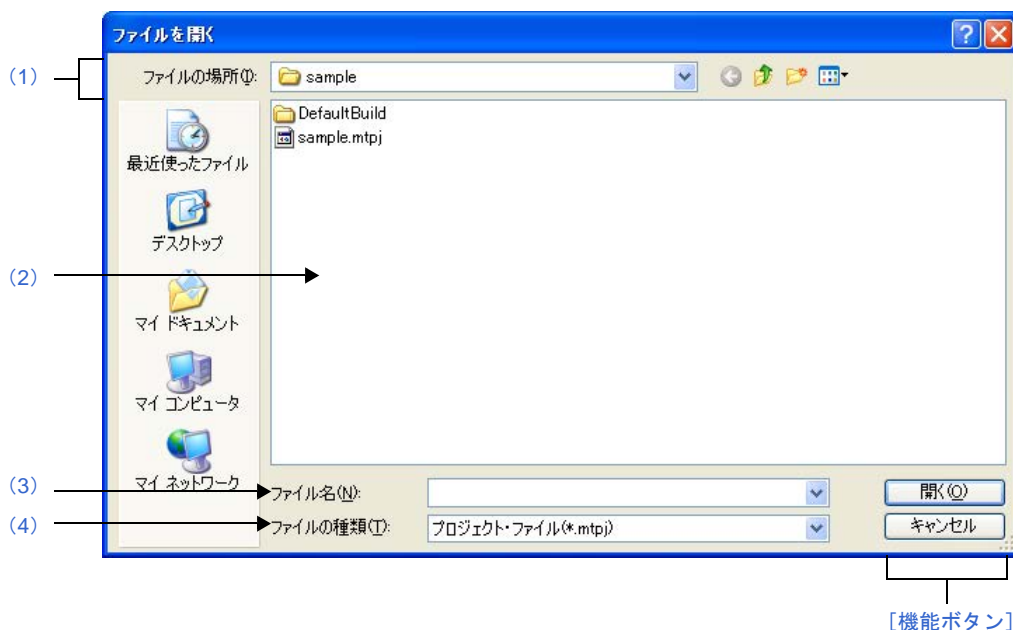 ファイルを開く
(1)
ファイルの場所(I):
sample
DefaultBuild
sample.mtpj
最近使ったファイル
デスクトップ
(2)
マイ ドキュメント
マイ コンピュータ
マイ ネットワーク
(3)
ファイル名(N):
開く(O)
(4)
ファイルの種類(T):
プロジェクト・ファイル(*.mtpj)
キャンセル
[機能ボタン]